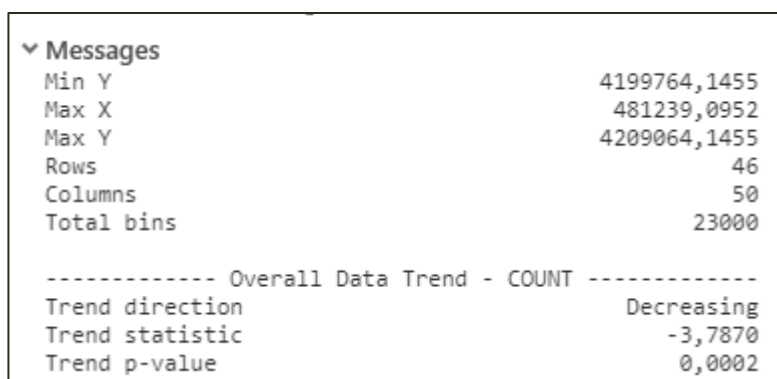 Messages
Min Y 4199764,1455
Max X 481239,0952
Max Y 4209064,1455
Rows 46
Columns 50
Total bins 23000
------------- Overall Data Trend - COUNT -------------
Trend direction Decreasing
Trend statistic -3,7870
Trend p-value 0,0002